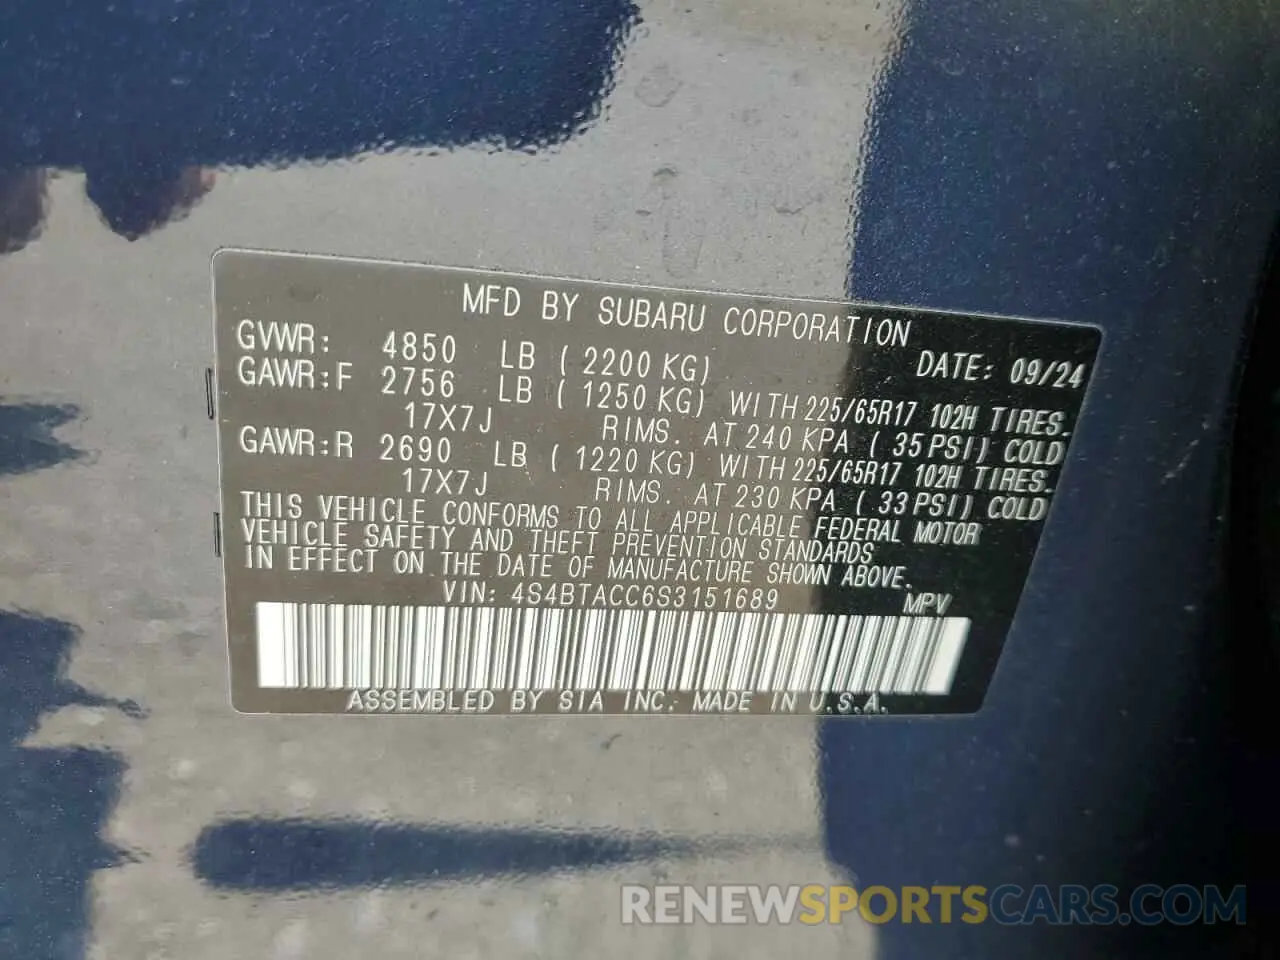 MFD BY SUBARU CORPORATION
GVWR: 4850 LB ( 2200 KG) DATE: 09/24
GAWR:F 2756 LB ( 1250 KG) WITH 225/65R17 102H TIRES.
17X7J RIMS. AT 240 KPA ( 35 PSI) COLD
GAWR:R 2690 LB ( 1220 KG) WITH 225/65R17 102H TIRES.
17X7J RIMS. AT 230 KPA ( 33 PSI) COLD
THIS VEHICLE CONFORMS TO ALL APPLICABLE FEDERAL MOTOR
VEHICLE SAFETY AND THEFT PREVENTION STANDARDS
IN EFFECT ON THE DATE OF MANUFACTURE SHOWN ABOVE.
VIN: 4S4BTACC6S3151689 MPV
ASSEMBLED BY SIA INC. MADE IN U.S.A.
RENEWSPORTSCARS.COM